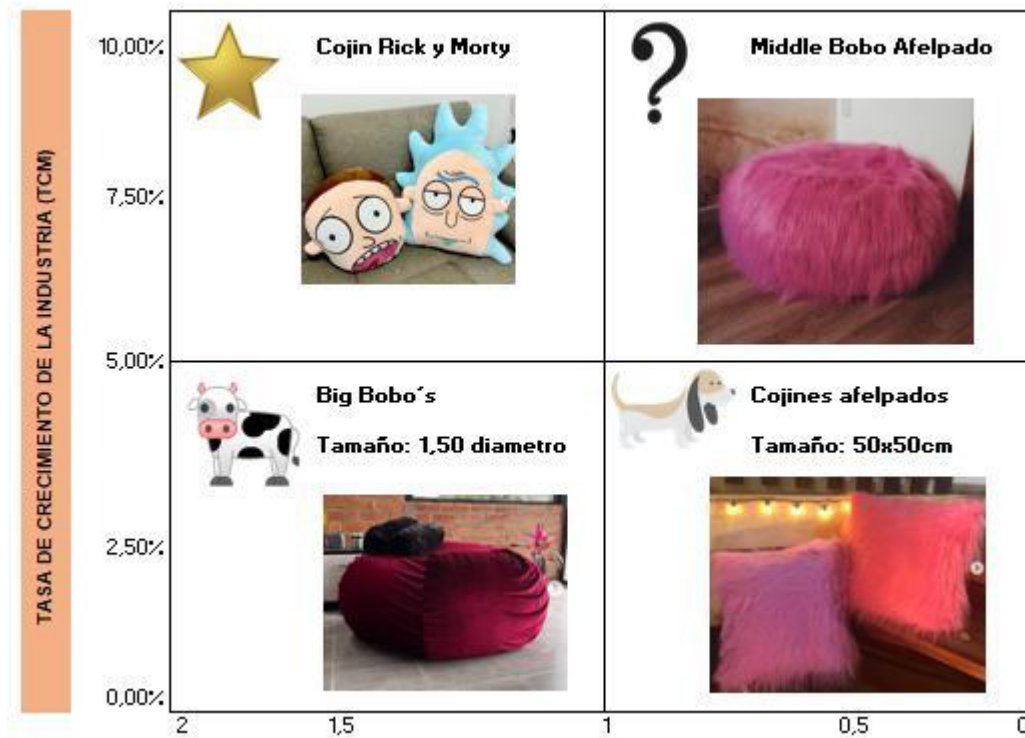 TASA DE CRECIMIENTO DE LA INDUSTRIA (TCM)
10,00%
7,50%
5,00%
2,50%
0,00%
Cojin Rick y Morty
?
Middle Bobo Afelpado
Big Bobo´s
Tamaño: 1,50 diametro
Cojines afelpados
Tamaño: 50x50cm
2 1,5 1 0,5 0